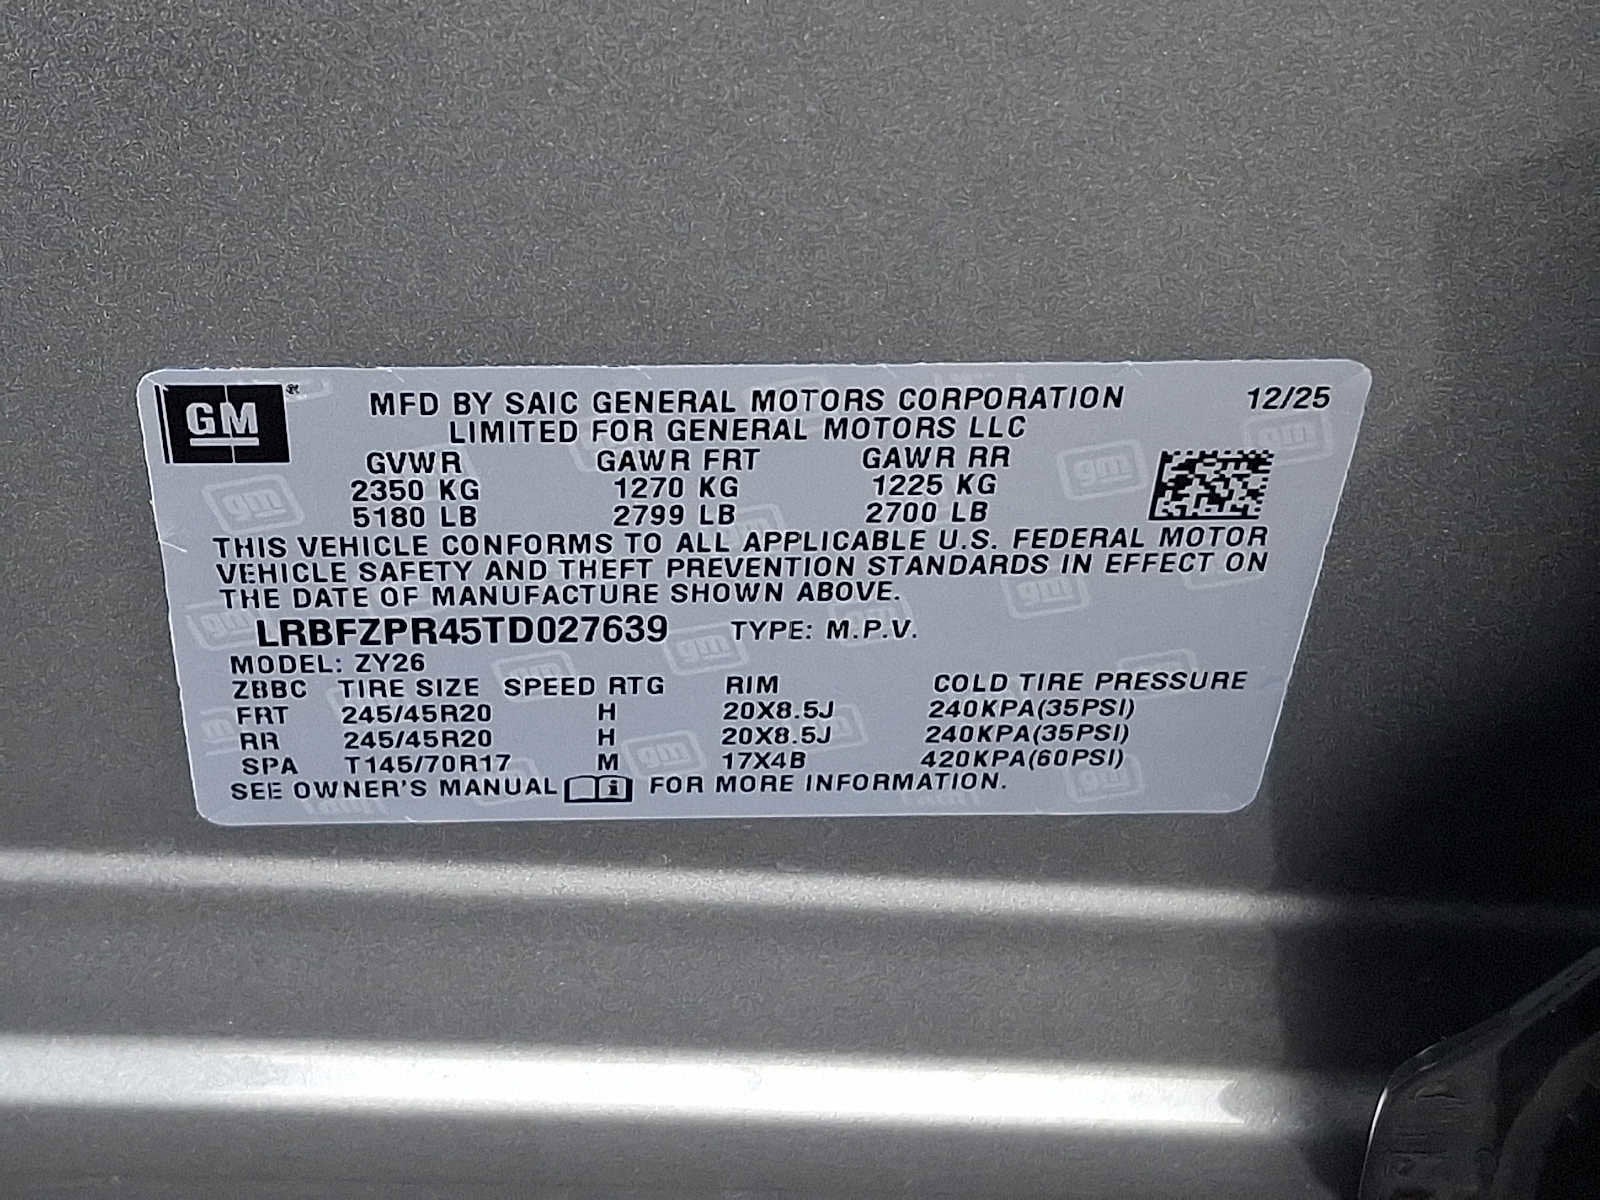 GM ® MFD BY SAIC GENERAL MOTORS CORPORATION 12/25
LIMITED FOR GENERAL MOTORS LLC
GVWR GAWR FRT GAWR RR
2350 KG 1270 KG 1225 KG
5180 LB 2799 LB 2700 LB
THIS VEHICLE CONFORMS TO ALL APPLICABLE U.S. FEDERAL MOTOR
VEHICLE SAFETY AND THEFT PREVENTION STANDARDS IN EFFECT ON
THE DATE OF MANUFACTURE SHOWN ABOVE.
LRBFZPR45TD027639 TYPE: M.P.V.
MODEL: ZY26
ZBBC TIRE SIZE SPEED RTG RIM COLD TIRE PRESSURE
FRT 245/45R20 H 20X8.5J 240KPA(35PSI)
RR 245/45R20 H 20X8.5J 240KPA(35PSI)
SPA T145/70R17 M 17X4B 420KPA(60PSI)
SEE OWNER'S MANUAL i FOR MORE INFORMATION.